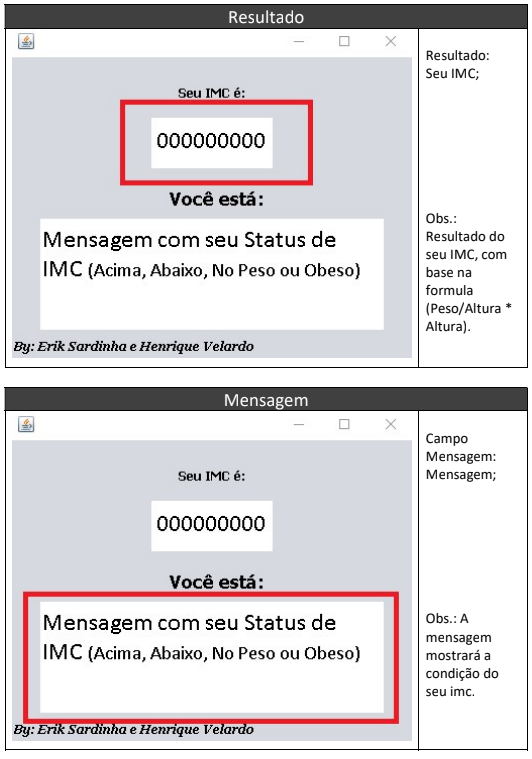 Resultado
Seu IMC é:
000000000
Você está:
Mensagem com seu Status de
IMC (Acima, Abaixo, No Peso ou Obeso)
By: Erik Sardinha e Henrique Velardo
Resultado:
Seu IMC;
Obs.:
Resultado do
seu IMC, com
base na
formula
(Peso/Altura *
Altura).
Mensagem
Seu IMC é:
000000000
Você está:
Mensagem com seu Status de
IMC (Acima, Abaixo, No Peso ou Obeso)
By: Erik Sardinha e Henrique Velardo
Campo
Mensagem:
Mensagem;
Obs.: A
mensagem
mostrará a
condição do
seu imc.